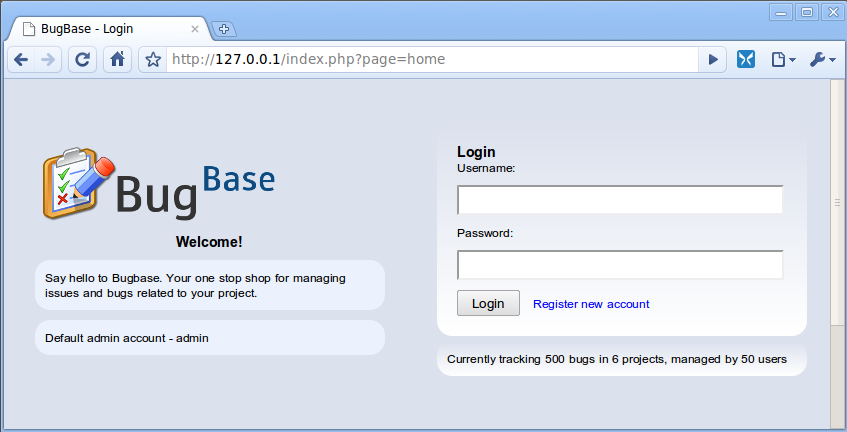 BugBase - Login
http://127.0.0.1/index.php?page=home
Bug Base
Welcome!
Say hello to Bugbase. Your one stop shop for managing
issues and bugs related to your project.
Default admin account - admin
Login
Username:
Password:
Login
Register new account
Currently tracking 500 bugs in 6 projects, managed by 50 users